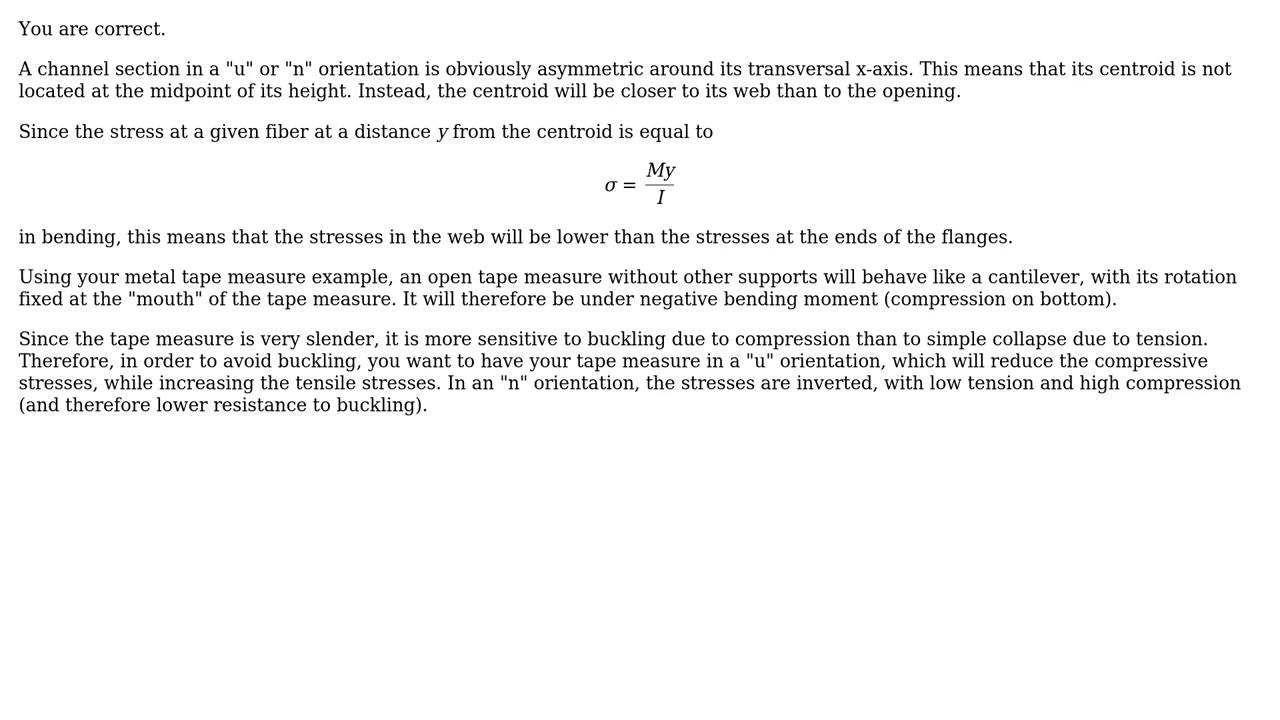 You are correct.
A channel section in a "u" or "n" orientation is obviously asymmetric around its transversal x-axis. This means that its centroid is not
located at the midpoint of its height. Instead, the centroid will be closer to its web than to the opening.
Since the stress at a given fiber at a distance y from the centroid is equal to
σ = My / I
in bending, this means that the stresses in the web will be lower than the stresses at the ends of the flanges.
Using your metal tape measure example, an open tape measure without other supports will behave like a cantilever, with its rotation
fixed at the "mouth" of the tape measure. It will therefore be under negative bending moment (compression on bottom).
Since the tape measure is very slender, it is more sensitive to buckling due to compression than to simple collapse due to tension.
Therefore, in order to avoid buckling, you want to have your tape measure in a "u" orientation, which will reduce the compressive
stresses, while increasing the tensile stresses. In an "n" orientation, the stresses are inverted, with low tension and high compression
(and therefore lower resistance to buckling).